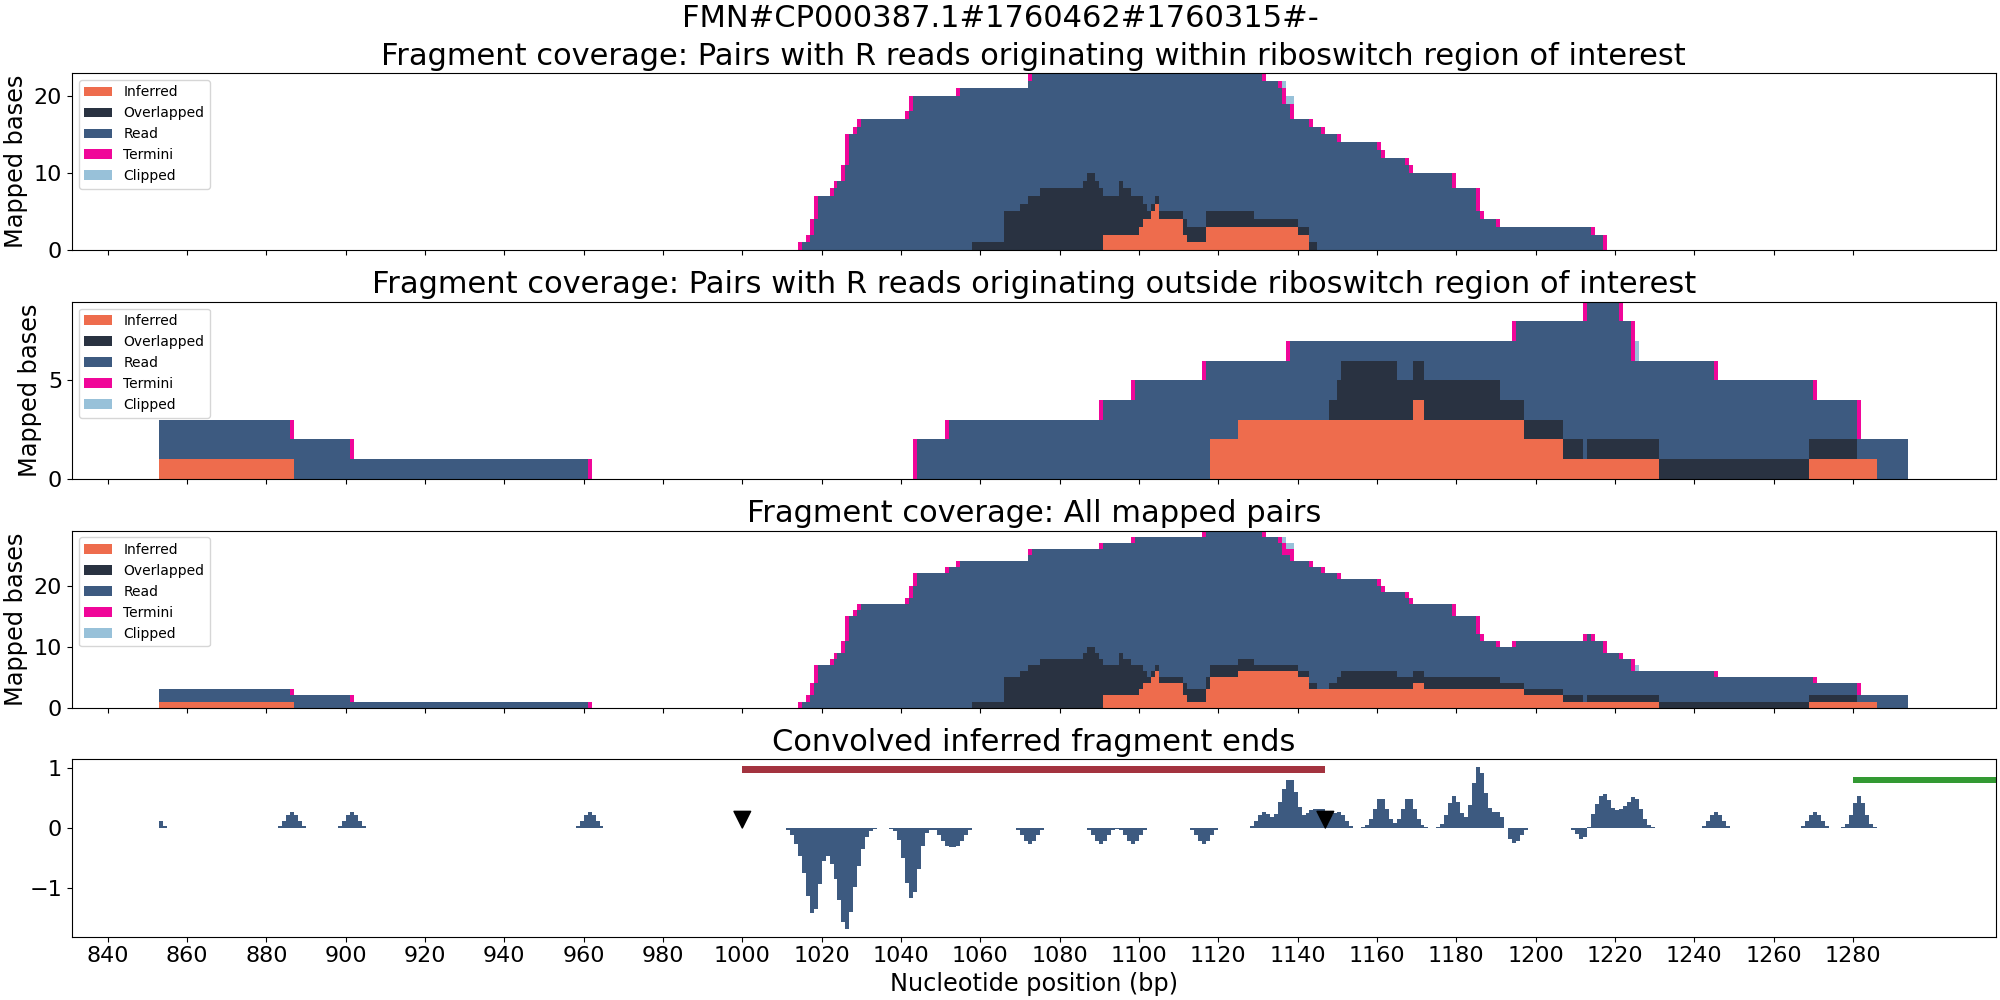 FMN#CP000387.1#1760462#1760315#-
Fragment coverage: Pairs with R reads originating within riboswitch region of interest
Mapped bases
20
10
0
Inferred
Overlapped
Read
Termini
Clipped
Fragment coverage: Pairs with R reads originating outside riboswitch region of interest
Mapped bases
5
0
Inferred
Overlapped
Read
Termini
Clipped
Fragment coverage: All mapped pairs
Mapped bases
20
10
0
Inferred
Overlapped
Read
Termini
Clipped
Convolved inferred fragment ends
1
0
−1
840 860 880 900 920 940 960 980 1000 1020 1040 1060 1080 1100 1120 1140 1160 1180 1200 1220 1240 1260 1280
Nucleotide position (bp)